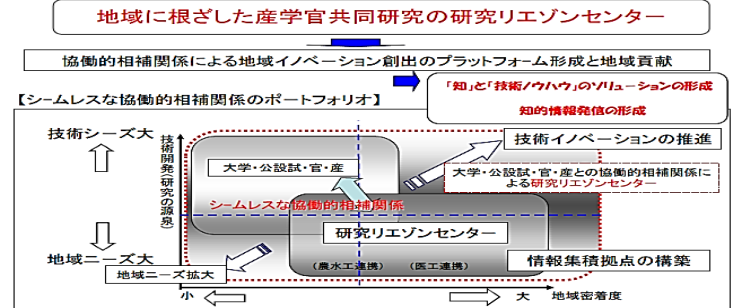 地域に根ざした産学官共同研究の研究リエゾンセンター
協働的相補関係による地域イノベーション創出のプラットフォーム形成と地域貢献
「知」と「技術ノウハウ」のソリューションの形成
知的情報発信の形成
【シームレスな協働的相補関係のポートフォリオ】
技術シーズ大
技術開発(研究の源泉)
技術イノベーションの推進
大学・公設試・官・産
大学・公設試・官・産との協働的相補関係に
よる研究リエゾンセンター
シームレスな協働的相補関係
研究リエゾンセンター
地域ニーズ大
情報集積拠点の構築
地域ニーズ拡大
(農水工連携)
(医工連携)
小
大
地域密着度